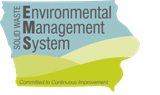 SOLID WASTE
Environmental
Management
System
Committed to Continuous Improvement